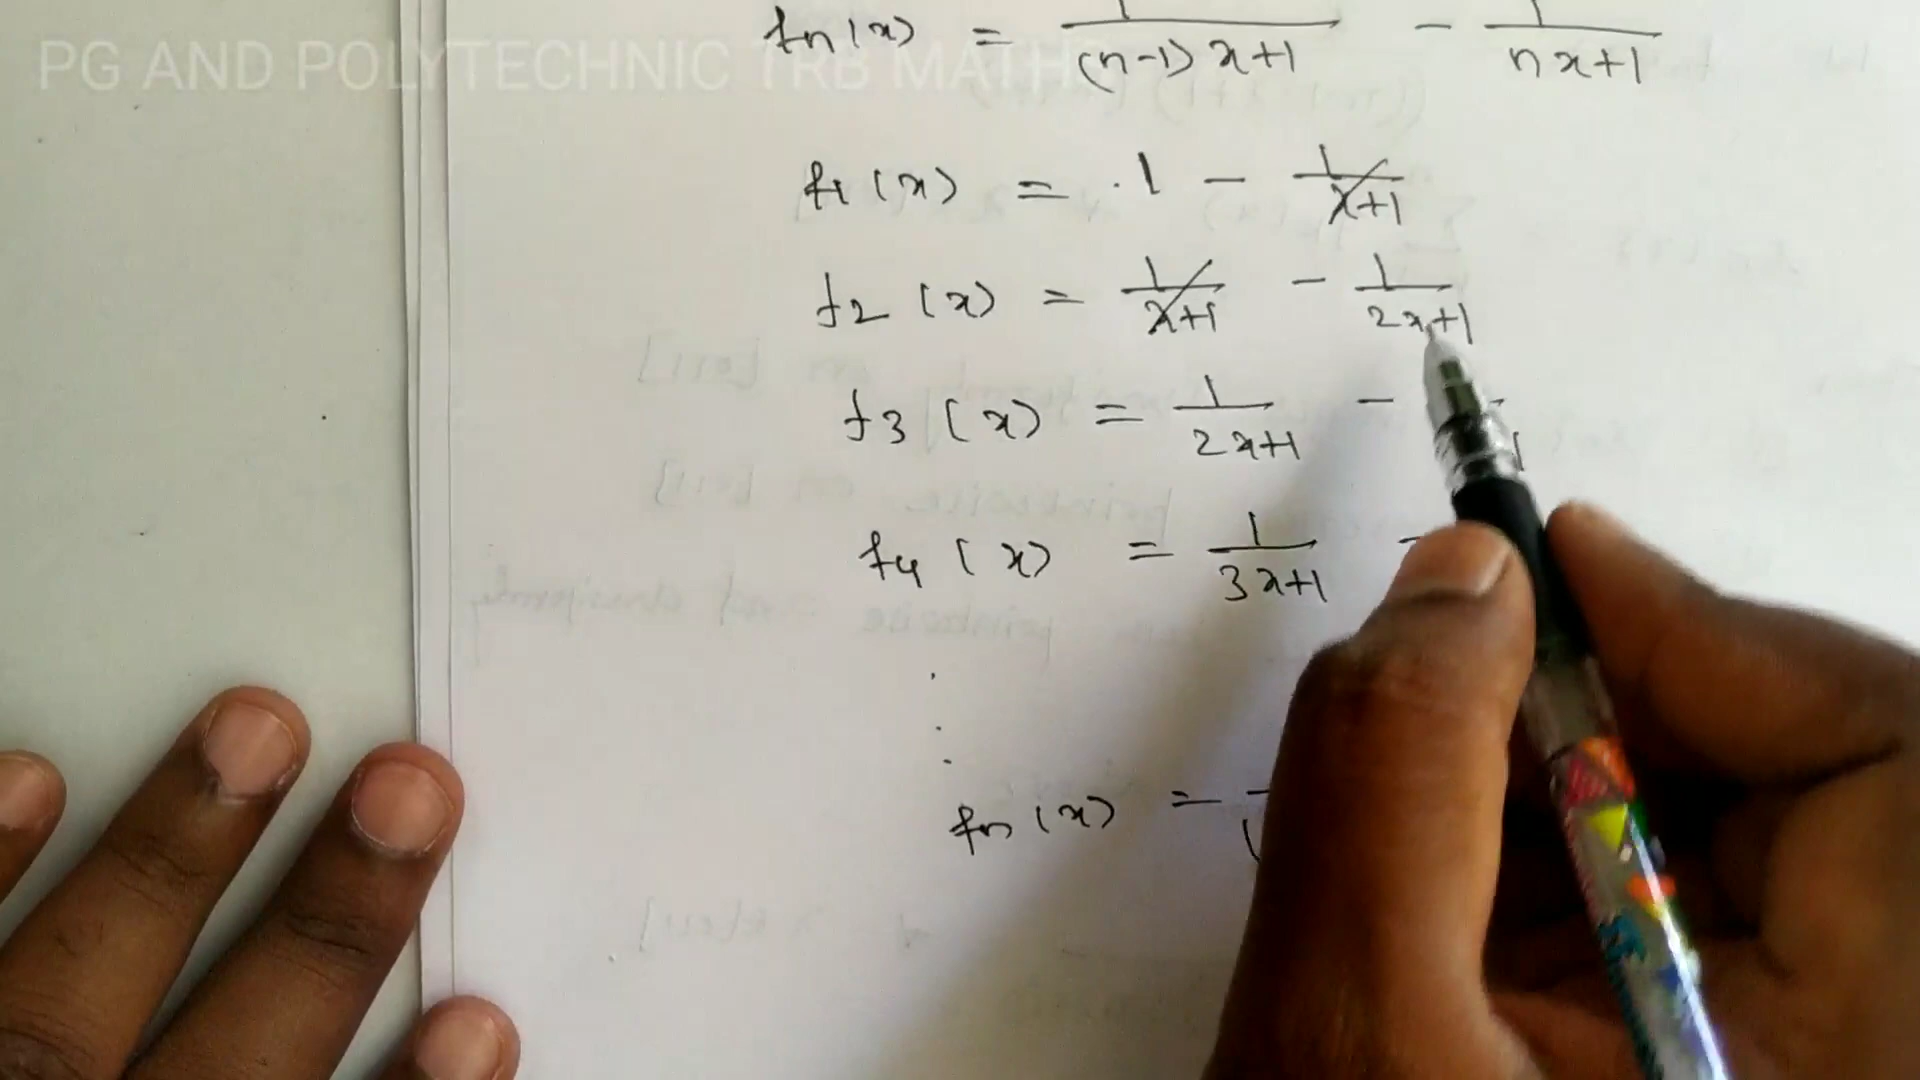 fn(x) = 1/((n-1)x+1) - 1/(nx+1)
PG AND POLYTECHNIC TRB MATH
f1(x) = 1 - 1/(x+1)
f2(x) = 1/(x+1) - 1/(2x+1)
f3(x) = 1/(2x+1) -
f4(x) = 1/(3x+1) -
fn(x) =